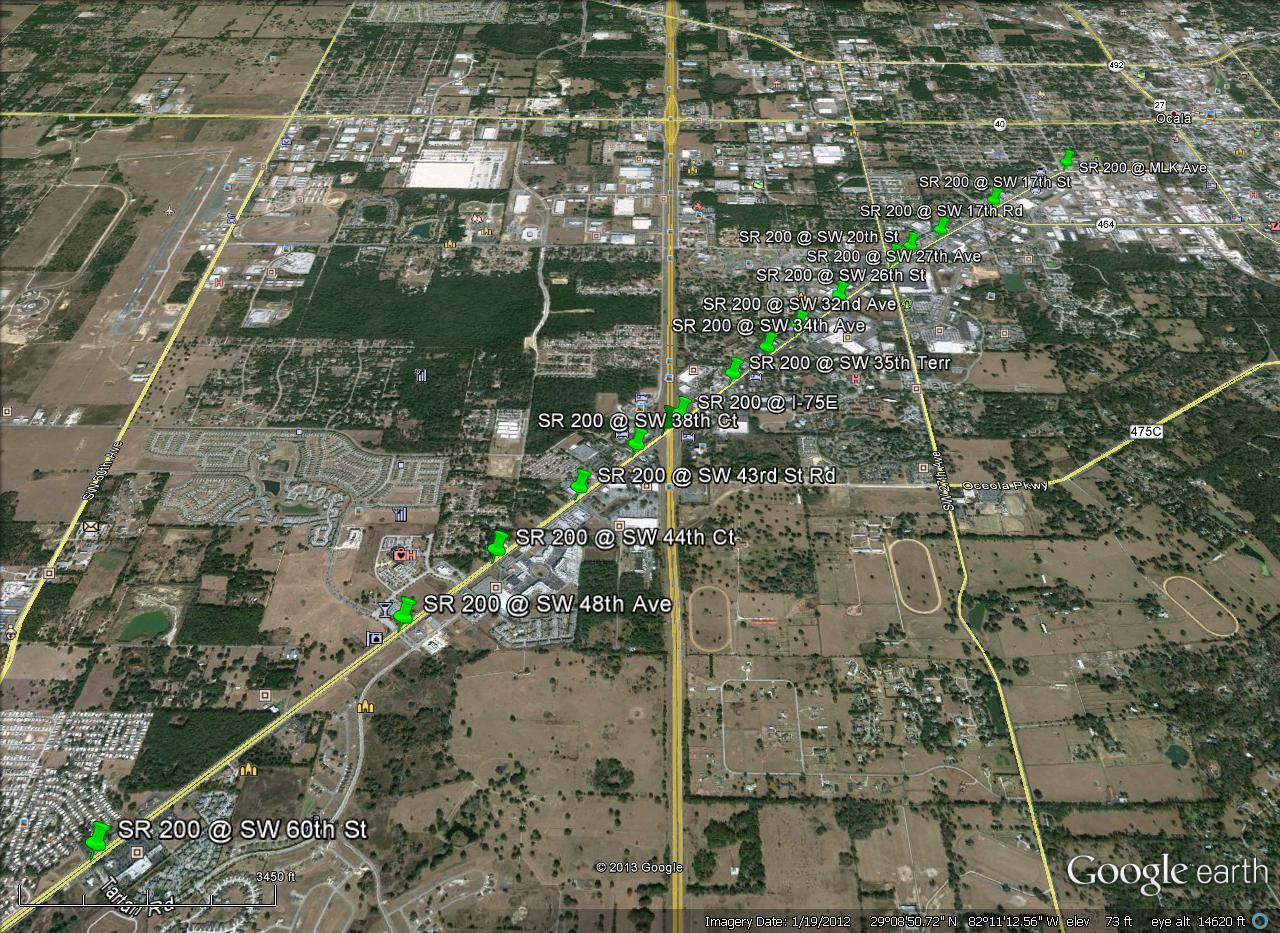 492
27
40
Ocala
SR 200 @ MLK Ave
SR 200 @ SW 17th St
SR 200 @ SW 17th Rd
464
SR 200 @ SW 20th St
SR 200 @ SW 27th Ave
SR 200 @ SW 26th St
SR 200 @ SW 32nd Ave
SR 200 @ SW 34th Ave
SR 200 @ SW 35th Terr
SR 200 @ I-75E
SR 200 @ SW 38th Ct
475C
SW 60th Ave
SR 200 @ SW 43rd St Rd
SW 27th Ave
Oceola Pkwy
SR 200 @ SW 44th Ct
SR 200 @ SW 48th Ave
SR 200 @ SW 60th St
© 2013 Google
3450 ft
Tartan Rd
Google earth
Imagery Date: 1/19/2012 29°08'50.72" N 82°11'12.56" W elev 73 ft eye alt 14620 ft